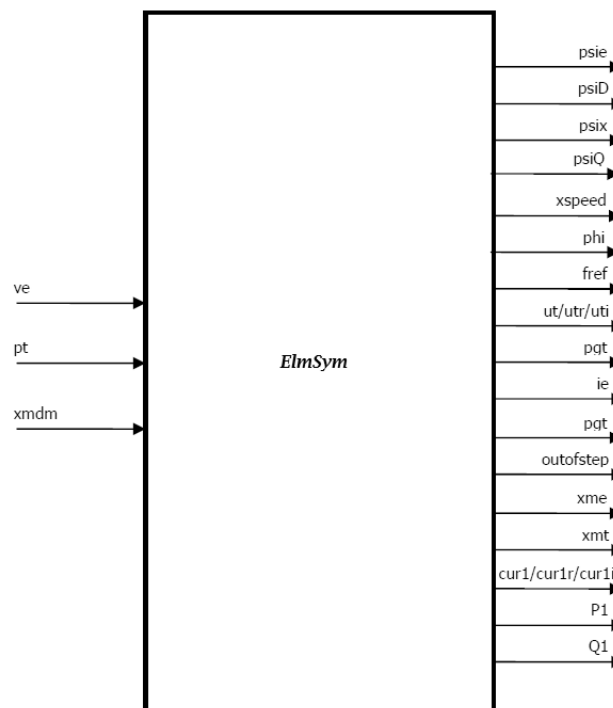 psie
psiD
psix
psiQ
xspeed
phi
fref
ve
ut/utr/uti
pt
ElmSym
pgt
ie
xmdm
pgt
outofstep
xme
xmt
cur1/cur1r/cur1i
P1
Q1